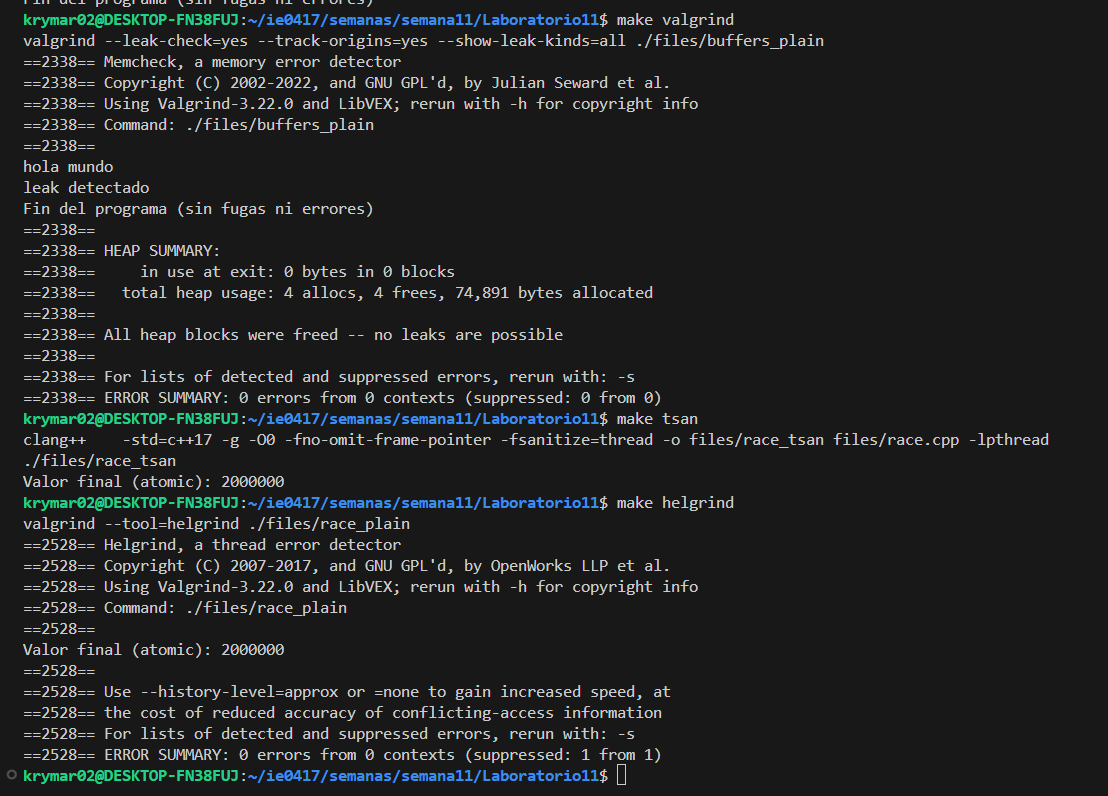 Fin del programa (sin fugas ni errores)
krymar02@DESKTOP-FN38FUJ:~/ie0417/semanas/semana11/Laboratorio11$ make valgrind
valgrind --leak-check=yes --track-origins=yes --show-leak-kinds=all ./files/buffers_plain
==2338== Memcheck, a memory error detector
==2338== Copyright (C) 2002-2022, and GNU GPL'd, by Julian Seward et al.
==2338== Using Valgrind-3.22.0 and LibVEX; rerun with -h for copyright info
==2338== Command: ./files/buffers_plain
==2338==
hola mundo
leak detectado
Fin del programa (sin fugas ni errores)
==2338==
==2338== HEAP SUMMARY:
==2338==     in use at exit: 0 bytes in 0 blocks
==2338==   total heap usage: 4 allocs, 4 frees, 74,891 bytes allocated
==2338==
==2338== All heap blocks were freed -- no leaks are possible
==2338==
==2338== For lists of detected and suppressed errors, rerun with: -s
==2338== ERROR SUMMARY: 0 errors from 0 contexts (suppressed: 0 from 0)
krymar02@DESKTOP-FN38FUJ:~/ie0417/semanas/semana11/Laboratorio11$ make tsan
clang++    -std=c++17 -g -O0 -fno-omit-frame-pointer -fsanitize=thread -o files/race_tsan files/race.cpp -lpthread
./files/race_tsan
Valor final (atomic): 2000000
krymar02@DESKTOP-FN38FUJ:~/ie0417/semanas/semana11/Laboratorio11$ make helgrind
valgrind --tool=helgrind ./files/race_plain
==2528== Helgrind, a thread error detector
==2528== Copyright (C) 2007-2017, and GNU GPL'd, by OpenWorks LLP et al.
==2528== Using Valgrind-3.22.0 and LibVEX; rerun with -h for copyright info
==2528== Command: ./files/race_plain
==2528==
Valor final (atomic): 2000000
==2528==
==2528== Use --history-level=approx or =none to gain increased speed, at
==2528== the cost of reduced accuracy of conflicting-access information
==2528== For lists of detected and suppressed errors, rerun with: -s
==2528== ERROR SUMMARY: 0 errors from 0 contexts (suppressed: 1 from 1)
krymar02@DESKTOP-FN38FUJ:~/ie0417/semanas/semana11/Laboratorio11$